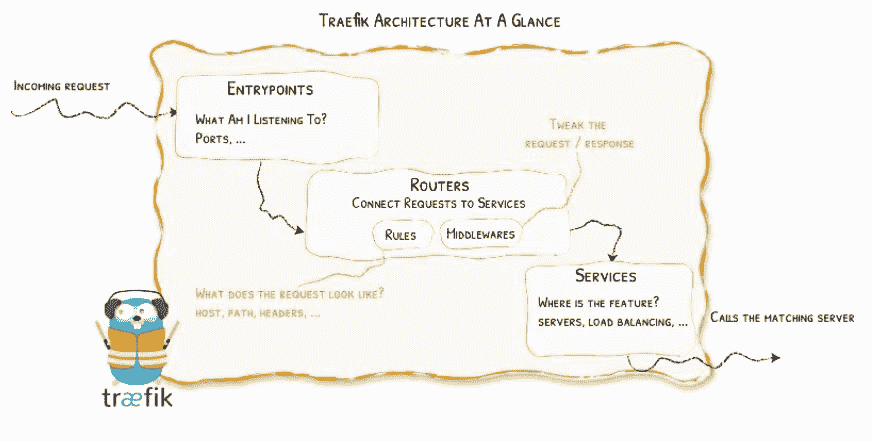 Traefik Architecture At A Glance
Incoming request
Entrypoints
What Am I Listening To?
Ports, ...
Tweak the
request / response
Routers
Connect Requests to Services
Rules
Middlewares
What does the request look like?
host, path, headers, ...
Services
Where is the feature?
servers, load balancing, ...
Calls the matching server
træfik